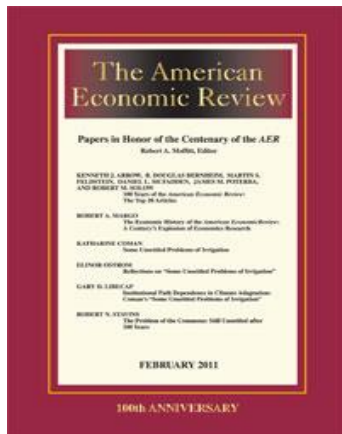 The American
Economic Review
Papers in Honor of the Centenary of the AER
Robert A. Moffitt, Editor
KENNETH J. ARROW, B. DOUGLAS BERNHEIM, MARTIN S.
FELDSTEIN, DANIEL L. MCFADDEN, JAMES M. POTERBA,
AND ROBERT M. SOLOW
100 Years of the American Economic Review:
The Top 20 Articles
ROBERT A. MARGO
The Economic History of the American Economic Review:
A Century's Explosion of Economics Research
KATHARINE COMAN
Some Unsettled Problems of Irrigation
ELINOR OSTROM
Reflections on "Some Unsettled Problems of Irrigation"
GARY D. LIBECAP
Institutional Path Dependence in Climate Adaptation:
Coman's "Some Unsettled Problems of Irrigation"
ROBERT N. STAVINS
The Problem of the Commons: Still Unsettled after
100 Years
FEBRUARY 2011
100th ANNIVERSARY